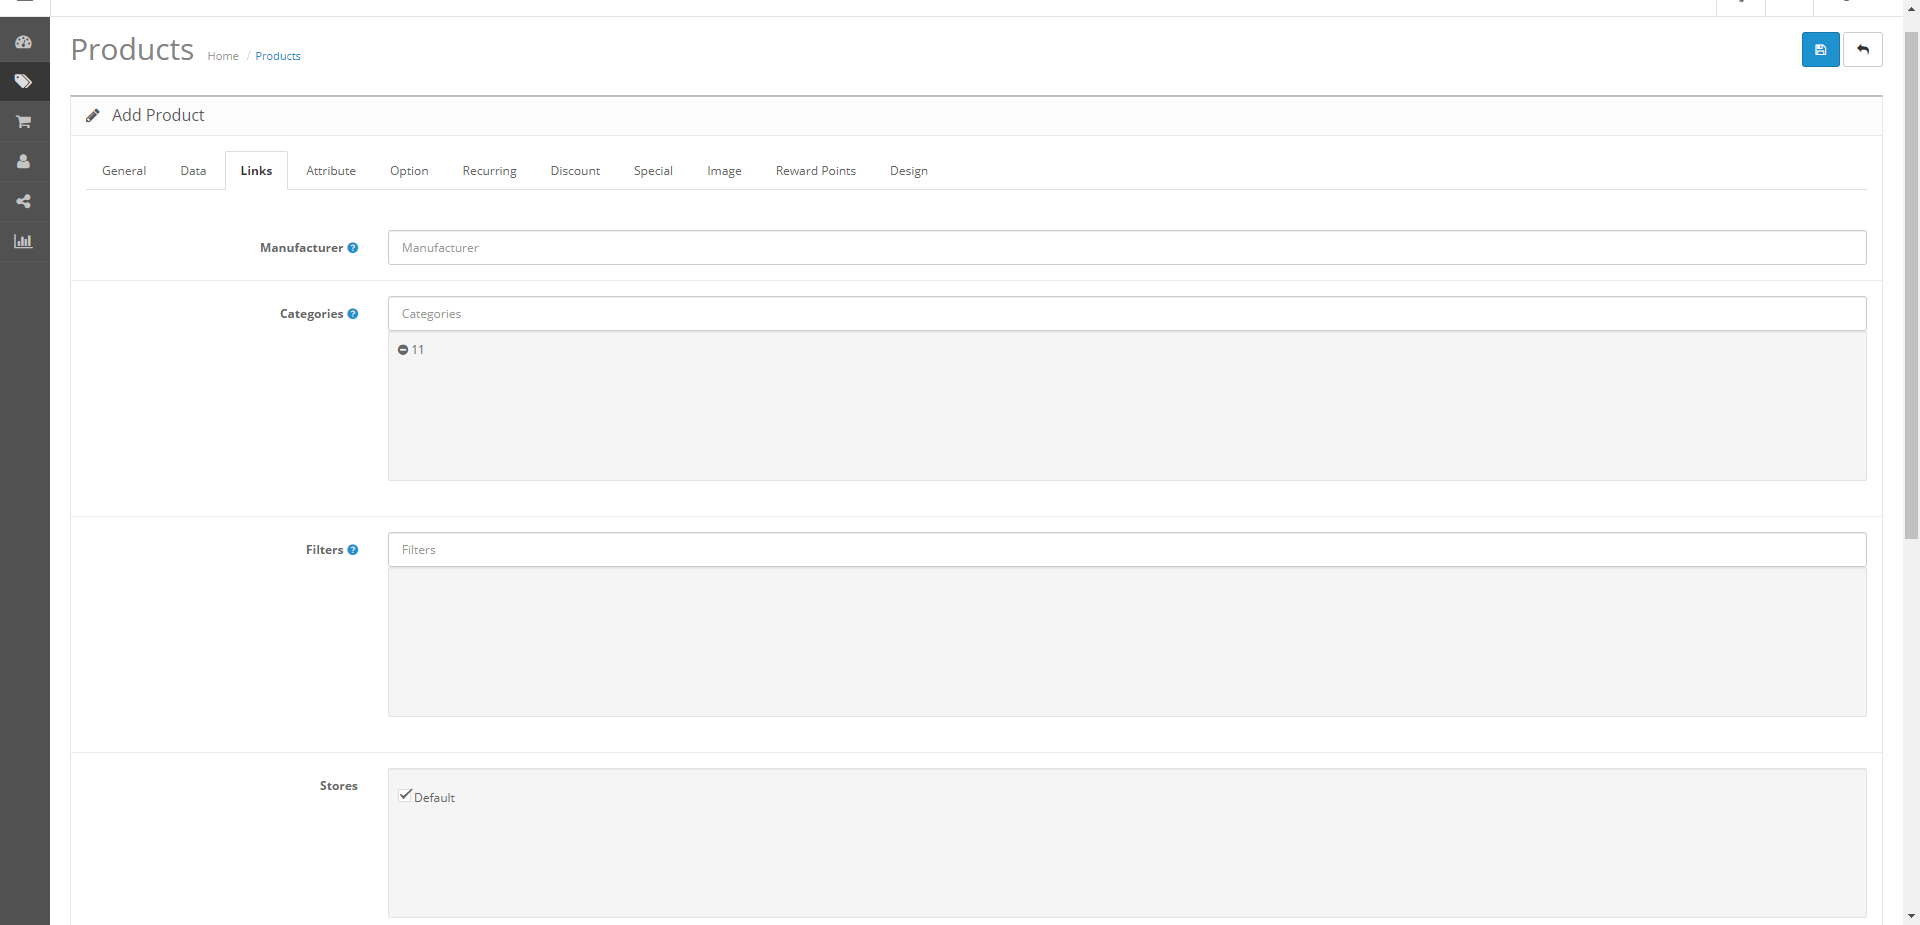 Products Home / Products
Add Product
General Data Links Attribute Option Recurring Discount Special Image Reward Points Design
Manufacturer Manufacturer
Categories Categories
11
Filters Filters
Stores
Default